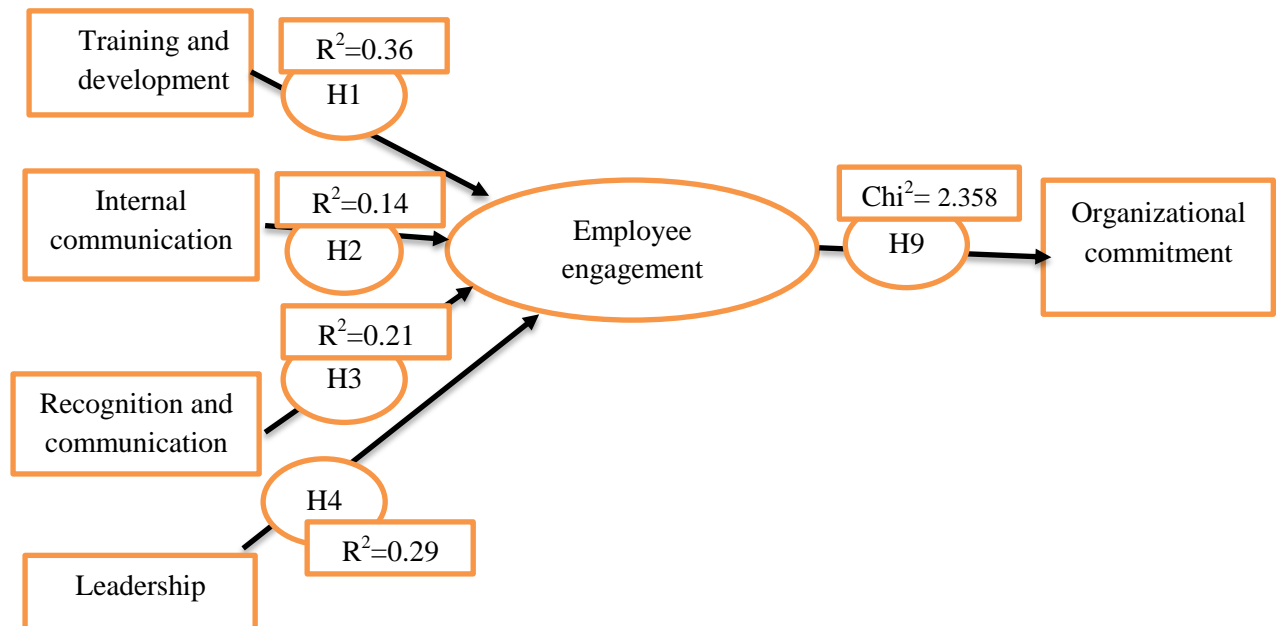 Training and
development
R²=0.36
H1
Internal
communication
R²=0.14
H2
Recognition and
communication
R²=0.21
H3
Leadership
H4
R²=0.29
Employee
engagement
Chi²= 2.358
H9
Organizational
commitment